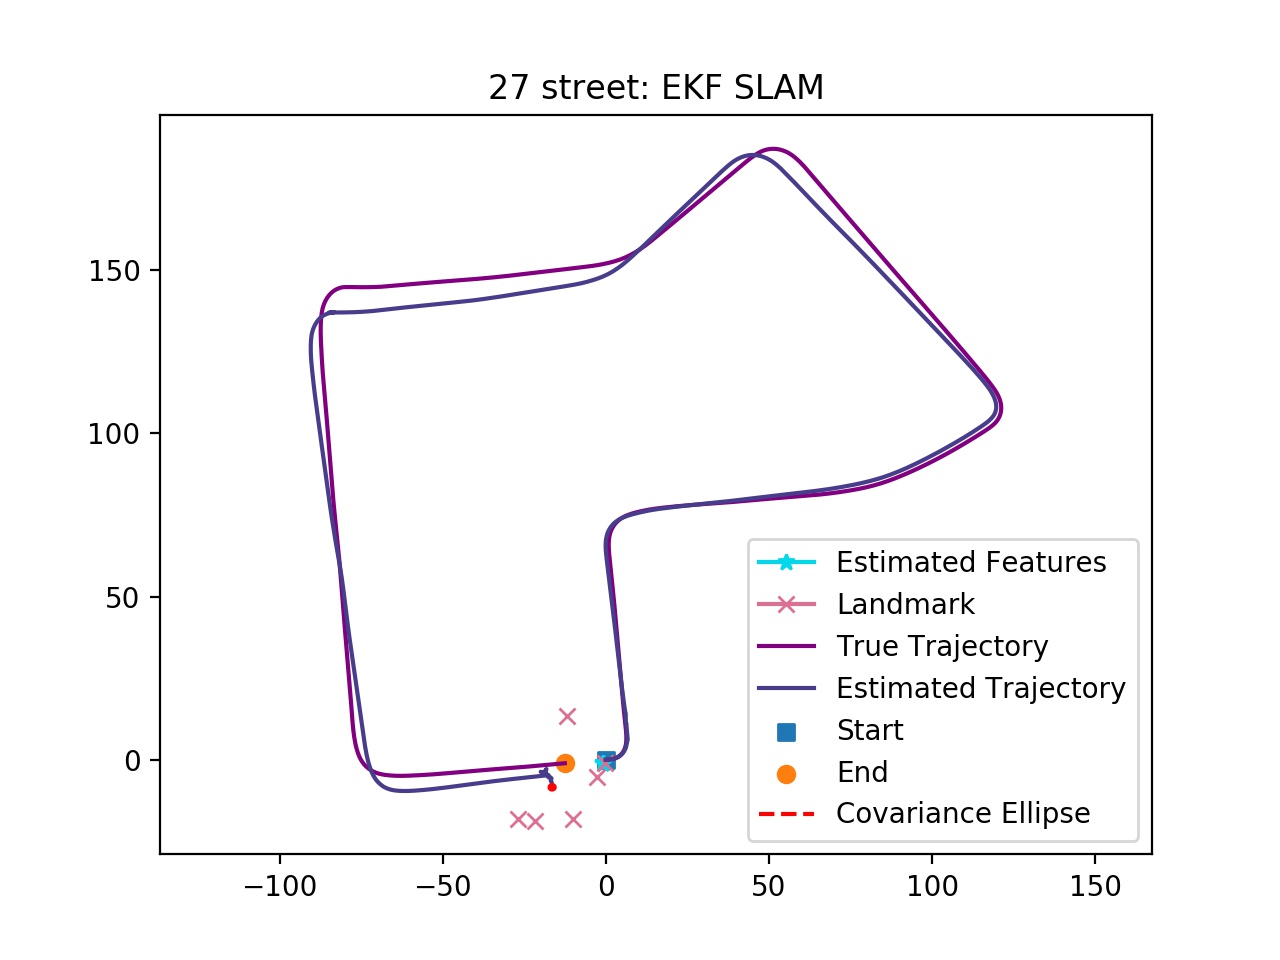 27 street: EKF SLAM
150
100
50
0
Estimated Features
Landmark
True Trajectory
Estimated Trajectory
Start
End
Covariance Ellipse
−100 −50 0 50 100 150